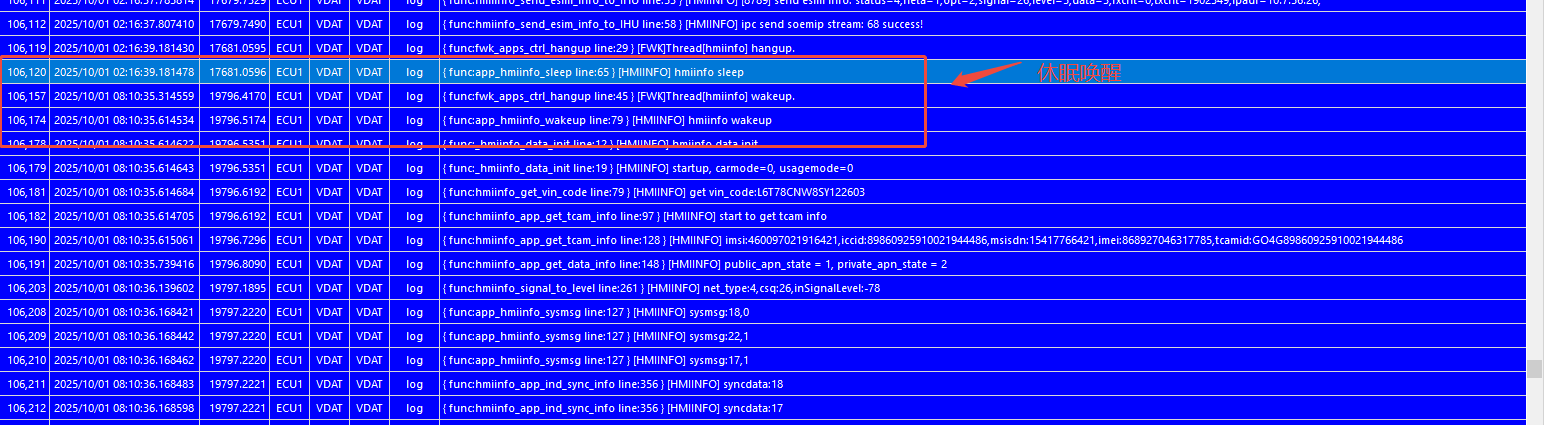 106,111 2025/10/01 02:16:37.785814 17679.7529 ECU1 VDAT VDAT log { func:hmiinfo_send_esim_info_to_IHU line:53 } [HMIINFO] [8789] send esim info: status=4,neta=1,opt=2,signal=26,level=5,data=3,rxcnt=0,txcnt=1902549,ipadr=10.7.56.26,
106,112 2025/10/01 02:16:37.807410 17679.7490 ECU1 VDAT VDAT log { func:hmiinfo_send_esim_info_to_IHU line:58 } [HMIINFO] ipc send soemip stream: 68 success!
106,119 2025/10/01 02:16:39.181430 17681.0595 ECU1 VDAT VDAT log { func:fwk_apps_ctrl_hangup line:29 } [FWK]Thread[hmiinfo] hangup.
106,120 2025/10/01 02:16:39.181478 17681.0596 ECU1 VDAT VDAT log { func:app_hmiinfo_sleep line:65 } [HMIINFO] hmiinfo sleep
休眠唤醒
106,157 2025/10/01 08:10:35.314559 19796.4170 ECU1 VDAT VDAT log { func:fwk_apps_ctrl_hangup line:45 } [FWK]Thread[hmiinfo] wakeup.
106,174 2025/10/01 08:10:35.614534 19796.5174 ECU1 VDAT VDAT log { func:app_hmiinfo_wakeup line:79 } [HMIINFO] hmiinfo wakeup
106,178 2025/10/01 08:10:35.614622 19796.5351 ECU1 VDAT VDAT log { func:_hmiinfo_data_init line:12 } [HMIINFO] hmiinfo data init
106,179 2025/10/01 08:10:35.614643 19796.5351 ECU1 VDAT VDAT log { func:_hmiinfo_data_init line:19 } [HMIINFO] startup, carmode=0, usagemode=0
106,181 2025/10/01 08:10:35.614684 19796.6192 ECU1 VDAT VDAT log { func:hmiinfo_get_vin_code line:79 } [HMIINFO] get vin_code:L6T78CNW8SY122603
106,182 2025/10/01 08:10:35.614705 19796.6192 ECU1 VDAT VDAT log { func:hmiinfo_app_get_tcam_info line:97 } [HMIINFO] start to get tcam info
106,190 2025/10/01 08:10:35.615061 19796.7296 ECU1 VDAT VDAT log { func:hmiinfo_app_get_tcam_info line:128 } [HMIINFO] imsi:460097021916421,iccid:89860925910021944486,msisdn:15417766421,imei:868927046317785,tcamid:GO4G89860925910021944486
106,191 2025/10/01 08:10:35.739416 19796.8090 ECU1 VDAT VDAT log { func:hmiinfo_app_get_data_info line:148 } [HMIINFO] public_apn_state = 1, private_apn_state = 2
106,203 2025/10/01 08:10:36.139602 19797.1895 ECU1 VDAT VDAT log { func:hmiinfo_signal_to_level line:261 } [HMIINFO] net_type:4,csq:26,inSignalLevel:-78
106,208 2025/10/01 08:10:36.168421 19797.2220 ECU1 VDAT VDAT log { func:app_hmiinfo_sysmsg line:127 } [HMIINFO] sysmsg:18,0
106,209 2025/10/01 08:10:36.168442 19797.2220 ECU1 VDAT VDAT log { func:app_hmiinfo_sysmsg line:127 } [HMIINFO] sysmsg:22,1
106,210 2025/10/01 08:10:36.168462 19797.2220 ECU1 VDAT VDAT log { func:app_hmiinfo_sysmsg line:127 } [HMIINFO] sysmsg:17,1
106,211 2025/10/01 08:10:36.168483 19797.2221 ECU1 VDAT VDAT log { func:hmiinfo_app_ind_sync_info line:356 } [HMIINFO] syncdata:18
106,212 2025/10/01 08:10:36.168598 19797.2221 ECU1 VDAT VDAT log { func:hmiinfo_app_ind_sync_info line:356 } [HMIINFO] syncdata:17